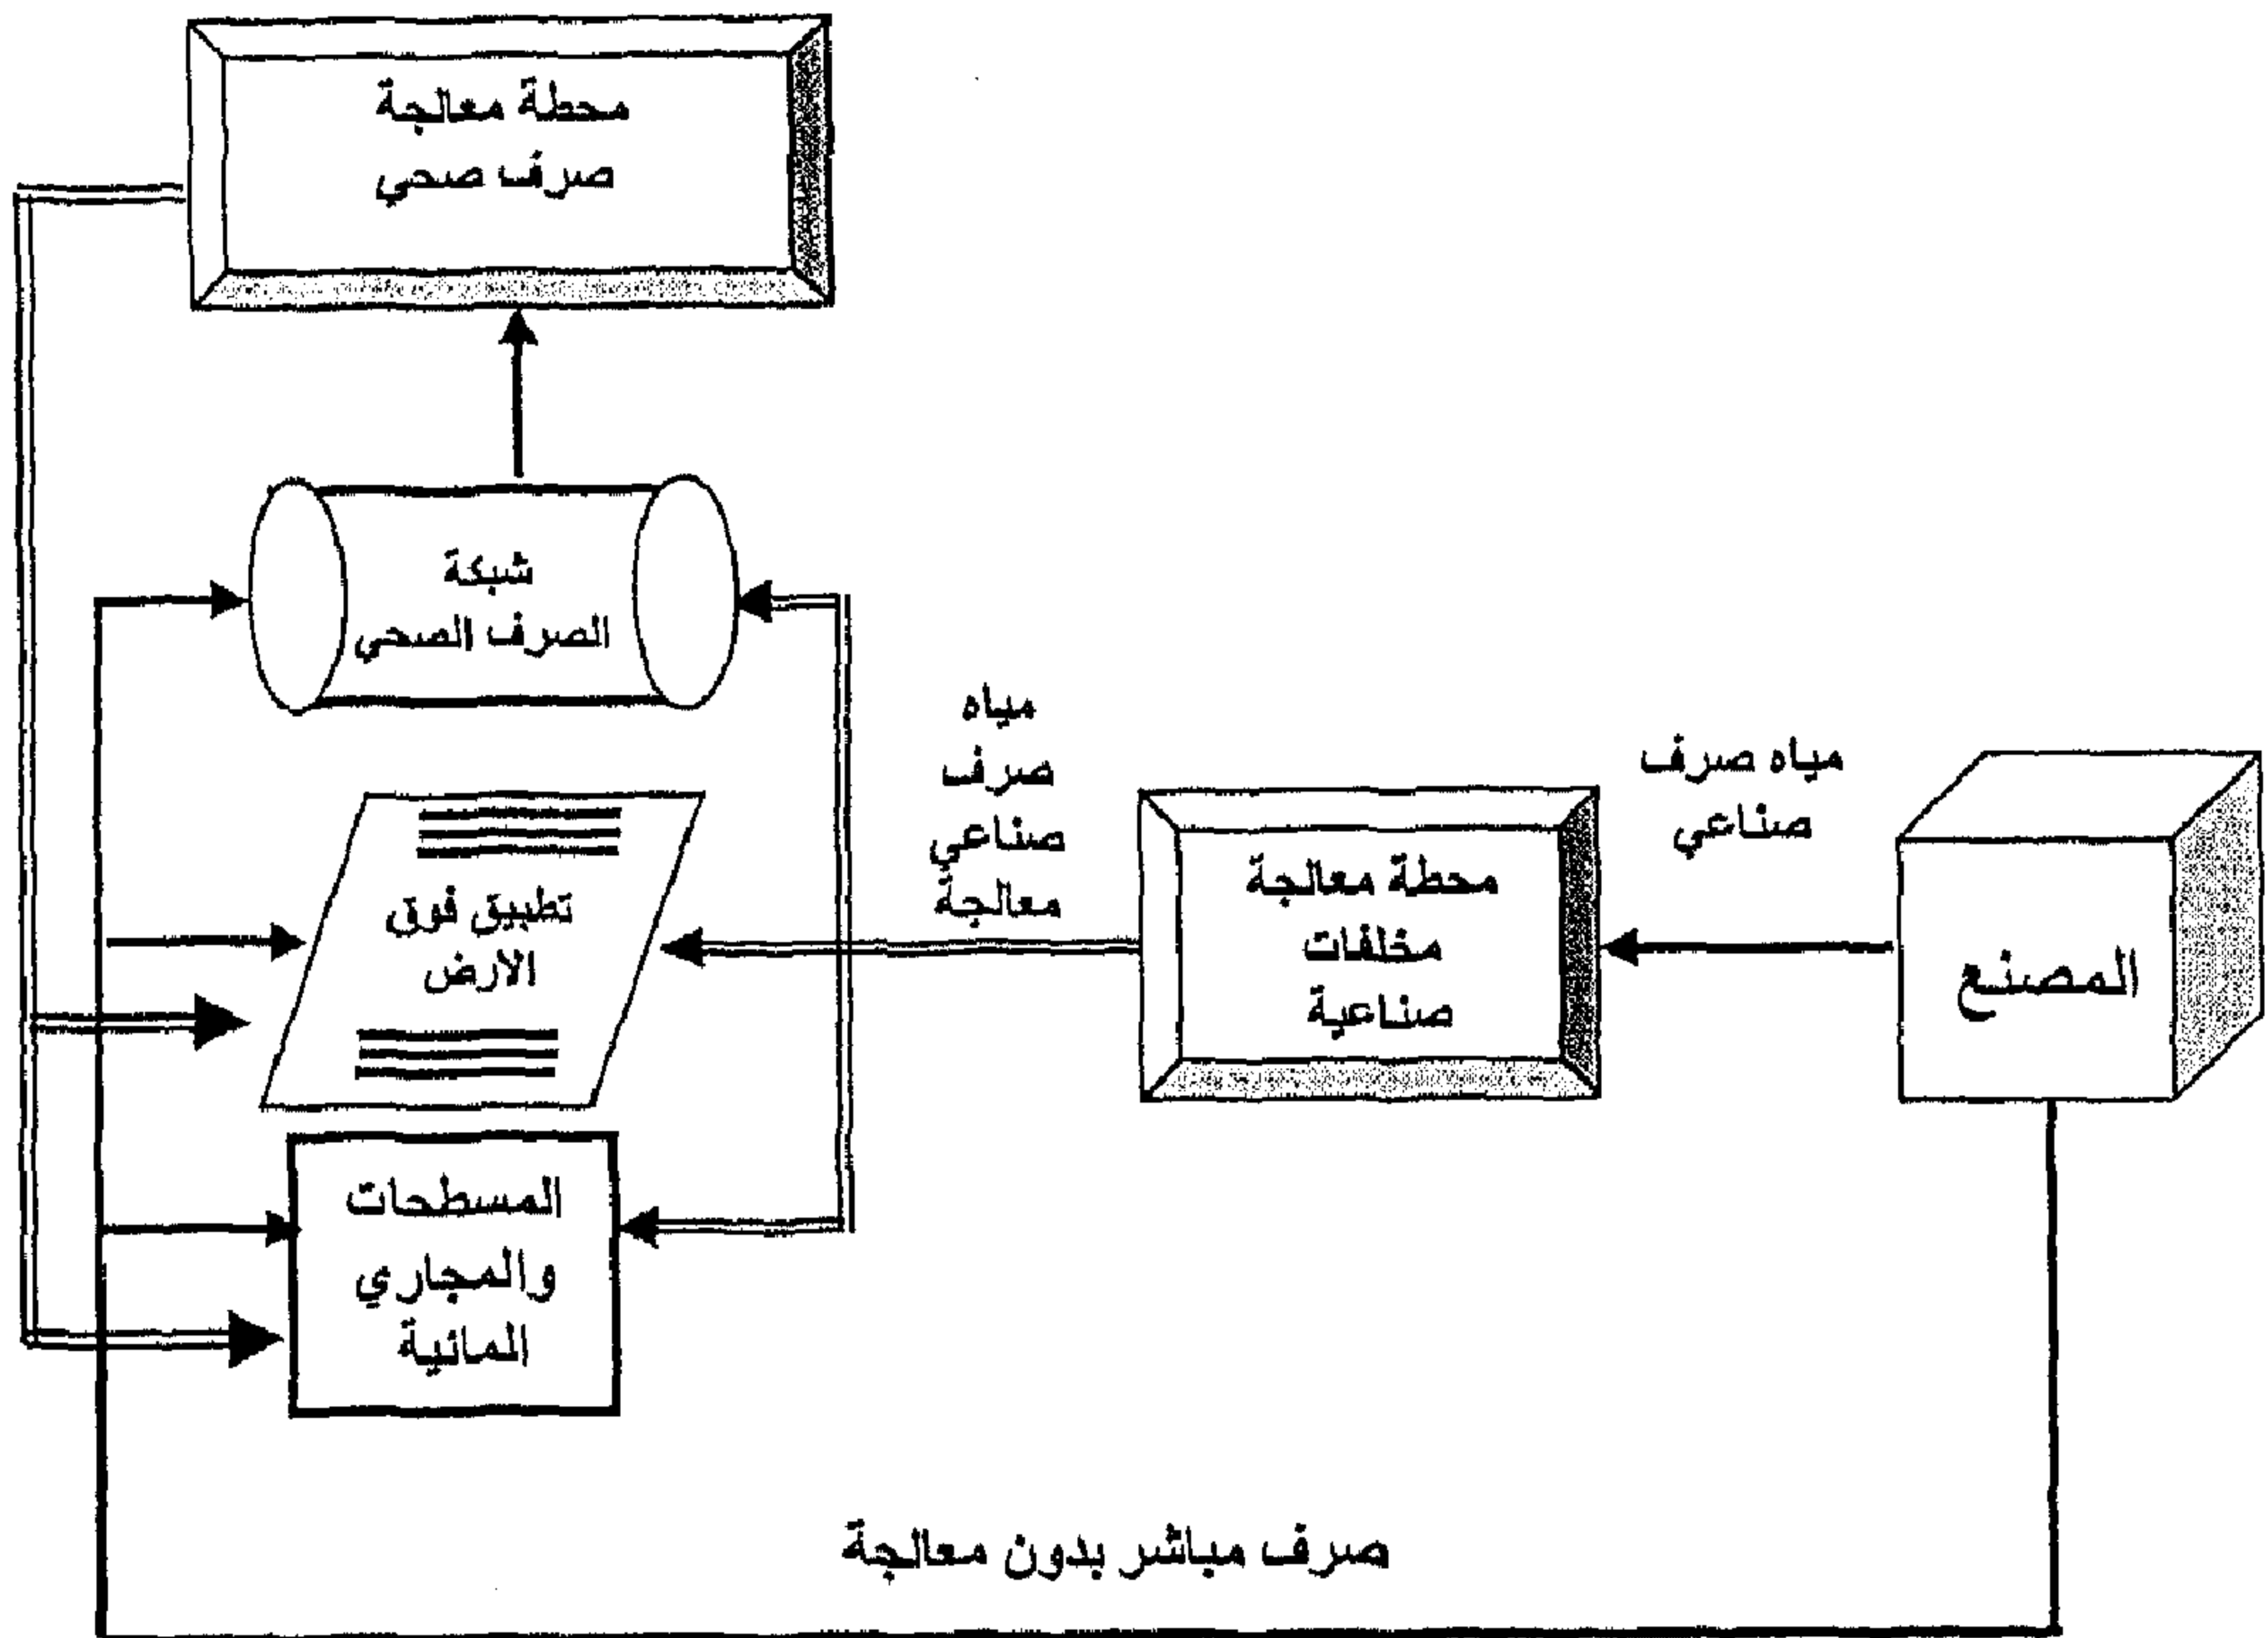 محطة معالجة
صرف صحي
شبكة
الصرف الصحي
مياه
صرف
صناعي
معالجة
مياه صرف
صناعي
تطبيق فوق
الأرض
محطة معالجة
مخلفات
صناعية
المصنع
المسطحات
والمجاري
المائية
صرف مباشر بدون معالجة